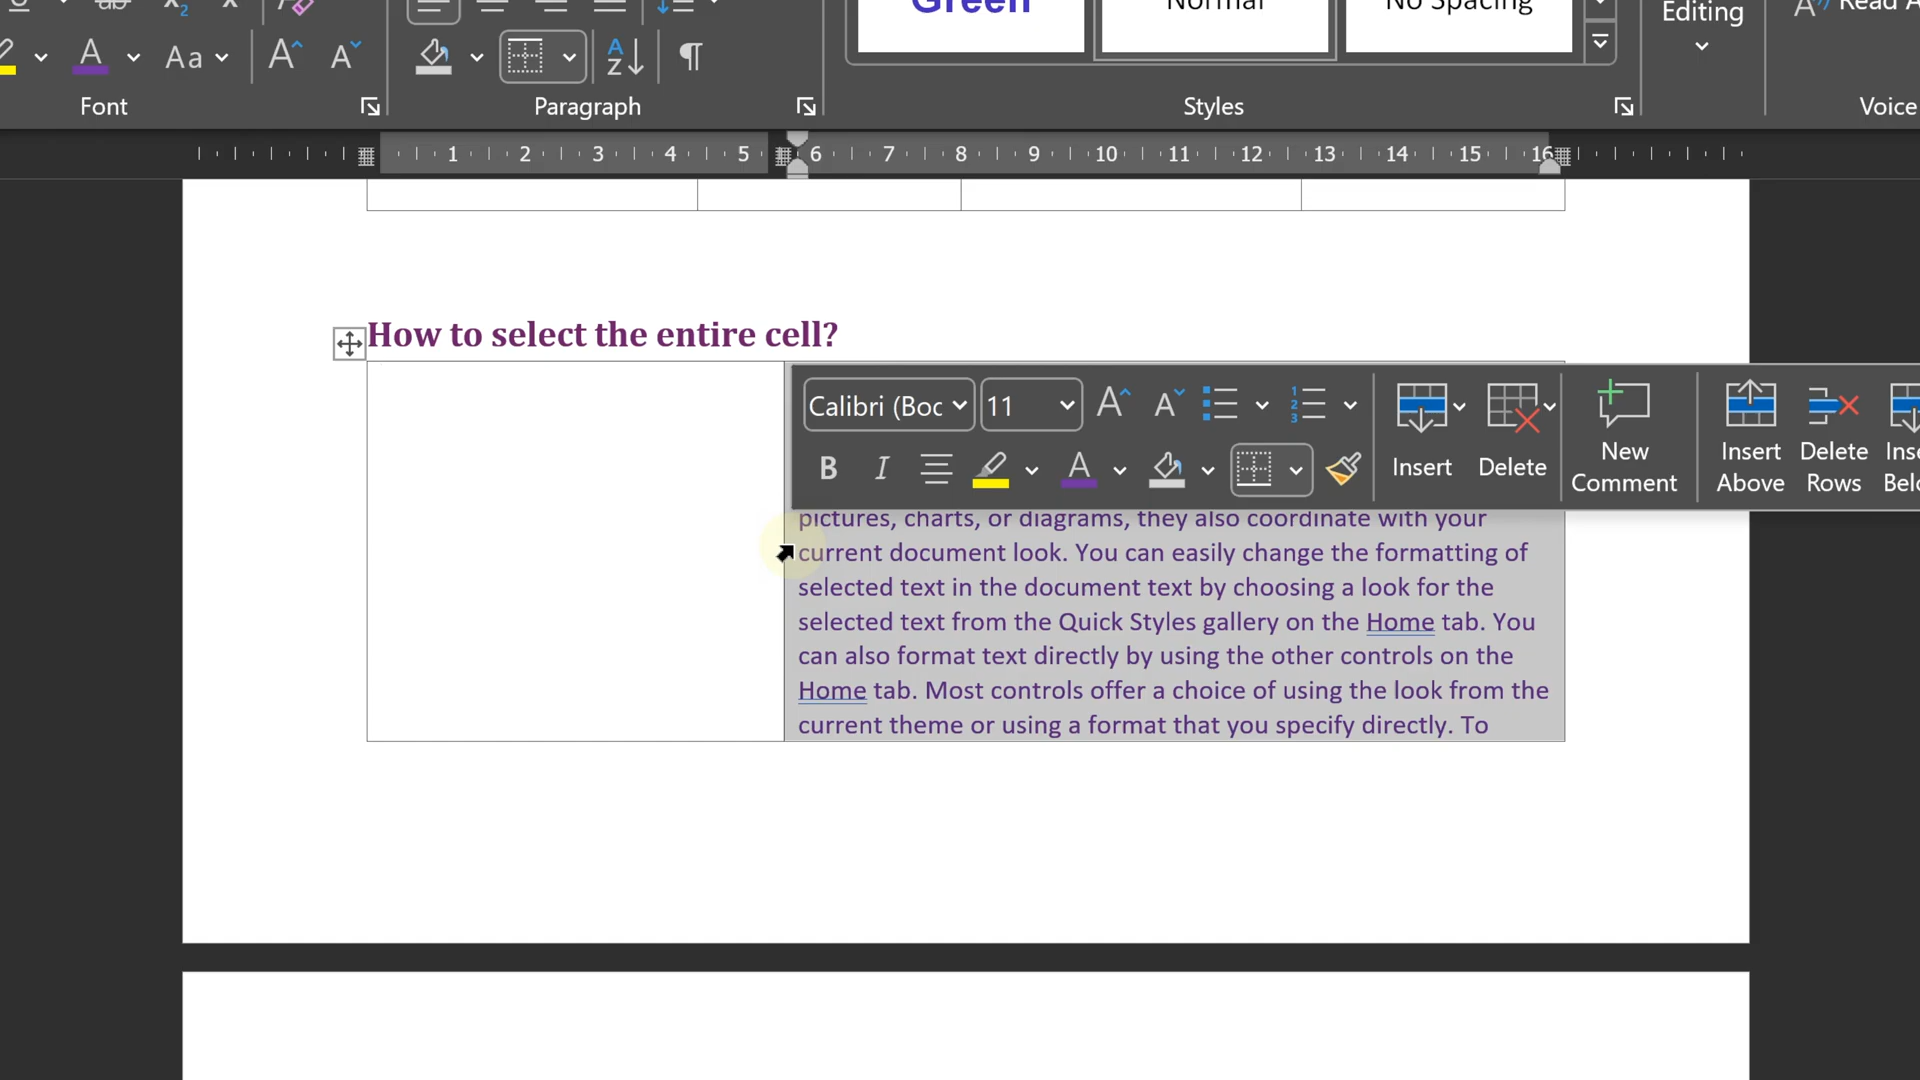 Green
Normal
No Spacing
Editing
Read A
Aa
A
Z
Font
Paragraph
Styles
Voice
1 2 3 4 5 6 7 8 9 10 11 12 13 14 15 16
How to select the entire cell?
Calibri (Boc
11
B I
Insert
Delete
New
Comment
Insert
Above
Delete
Rows
Inse
Belo
pictures, charts, or diagrams, they also coordinate with your
current document look. You can easily change the formatting of
selected text in the document text by choosing a look for the
selected text from the Quick Styles gallery on the Home tab. You
can also format text directly by using the other controls on the
Home tab. Most controls offer a choice of using the look from the
current theme or using a format that you specify directly. To